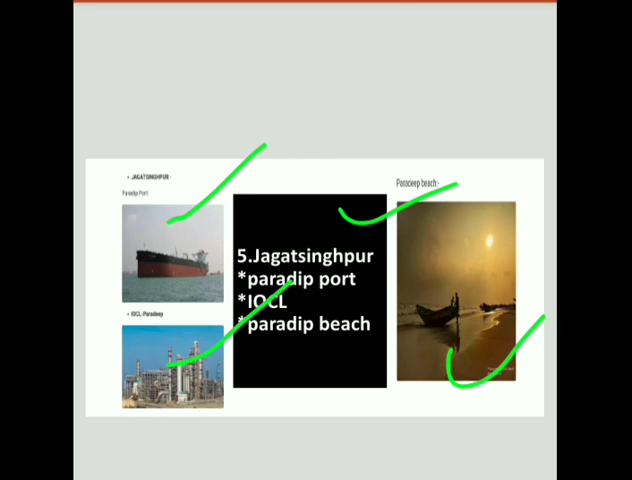 • JAGATSINGHPUR:-
Paradip Port:
• IOCL-Paradeep
5.Jagatsinghpur
*paradip port
*IOCL
*paradip beach
Paradeep beach:-